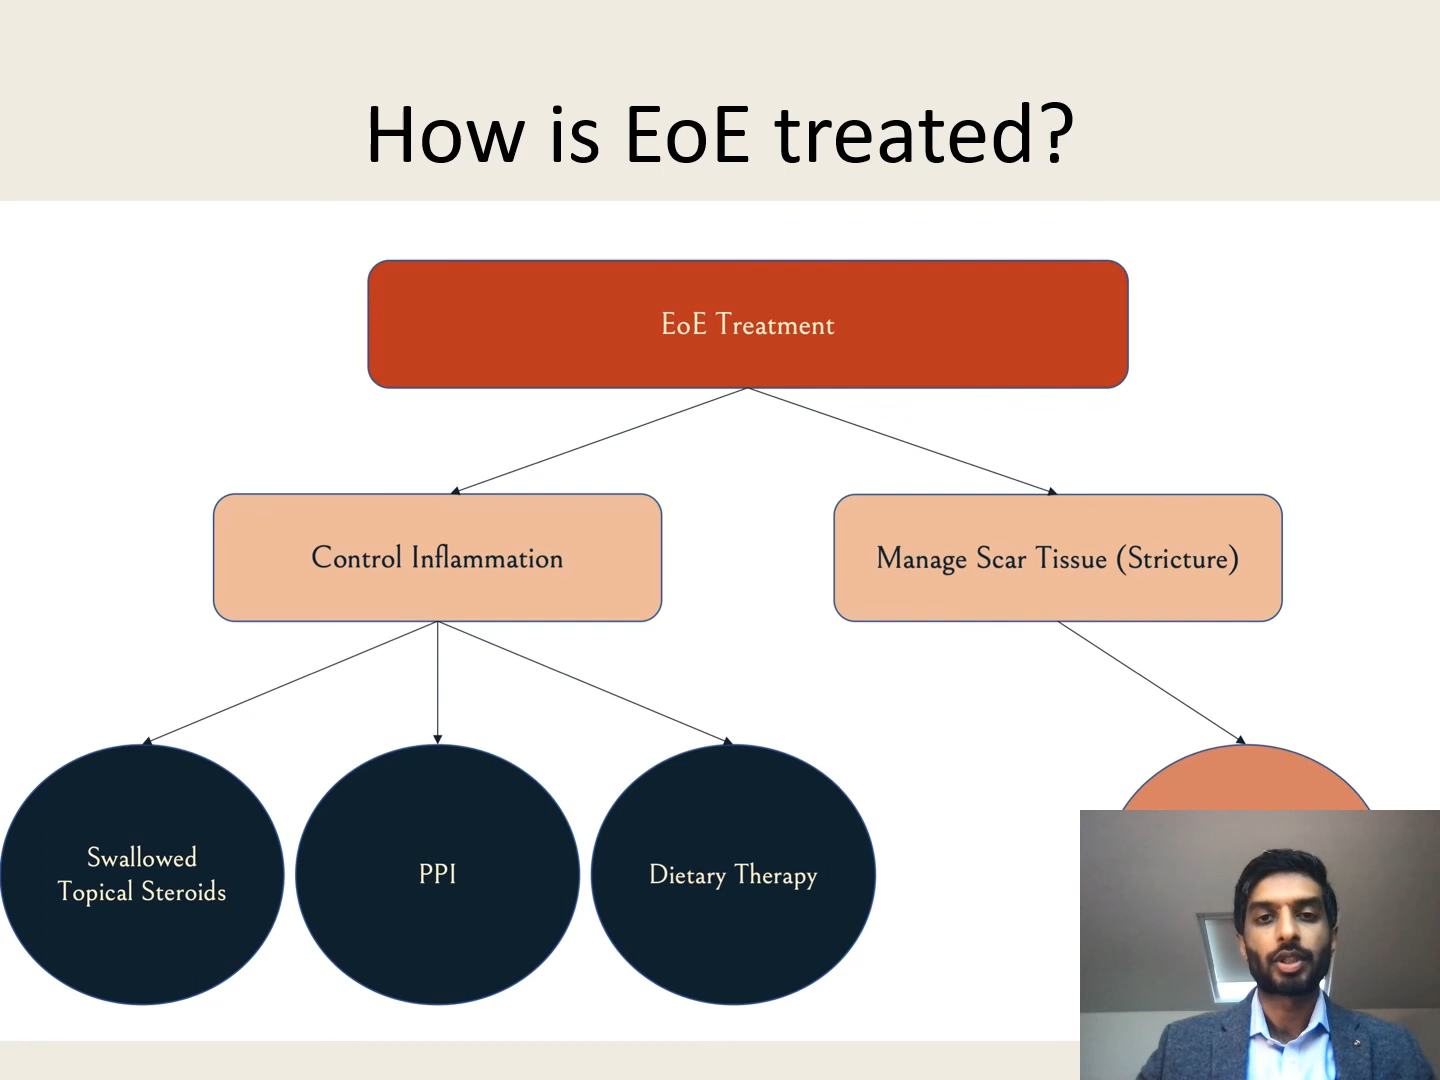 How is EoE treated?
EoE Treatment
Control Inflammation
Manage Scar Tissue (Stricture)
Swallowed
Topical Steroids
PPI
Dietary Therapy